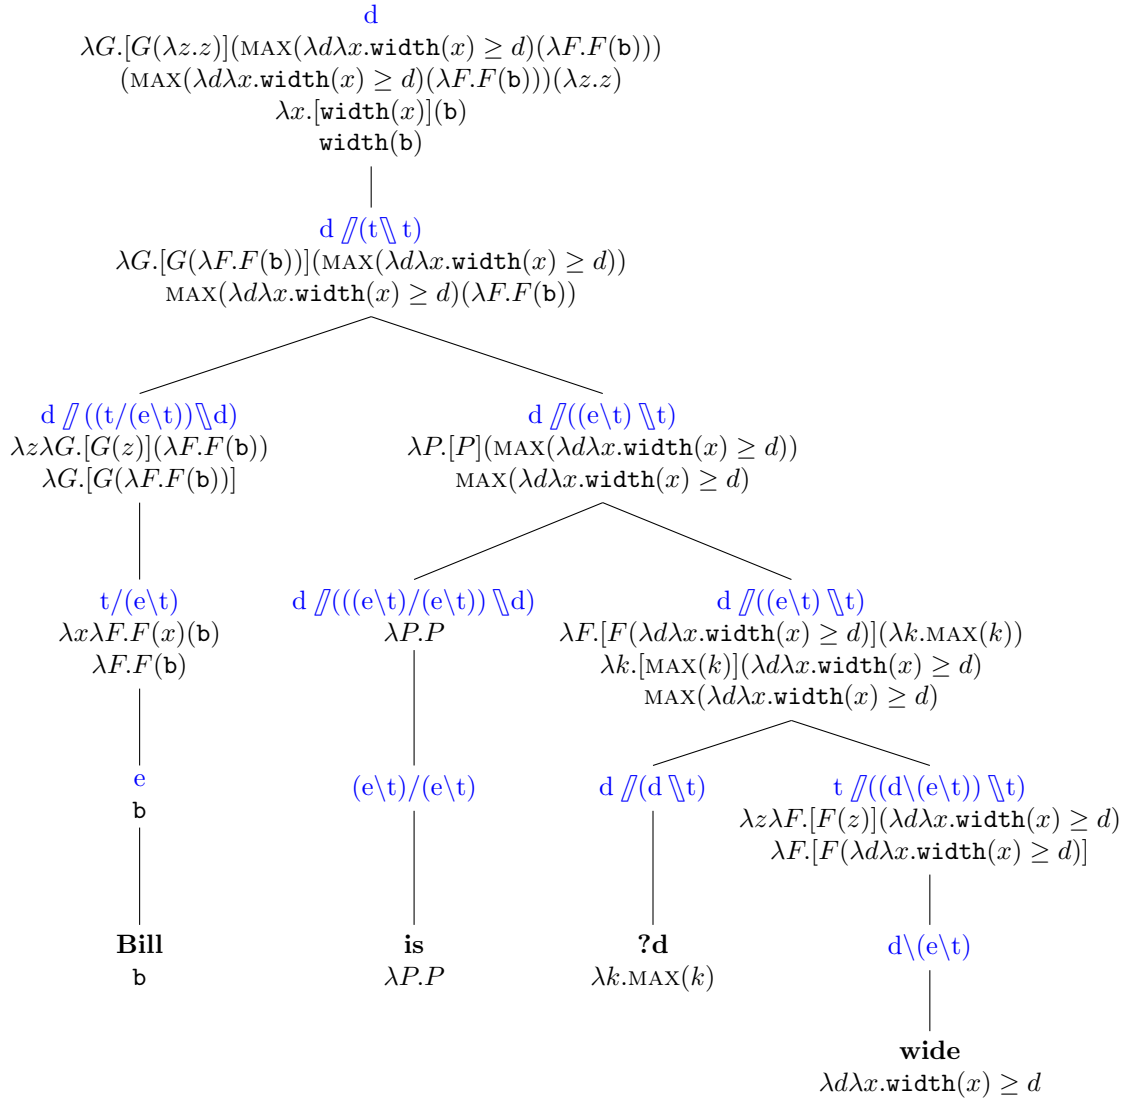 d
λG.[G(λz.z)](MAX(λdλx.width(x) ≥ d)(λF.F(b)))
(MAX(λdλx.width(x) ≥ d)(λF.F(b)))(λz.z)
λx.[width(x)](b)
width(b)
d ⫽(t⑊ t)
λG.[G(λF.F(b))](MAX(λdλx.width(x) ≥ d))
MAX(λdλx.width(x) ≥ d)(λF.F(b))
d ⫽ ((t/(e\t))⑊d)
λzλG.[G(z)](λF.F(b))
λG.[G(λF.F(b))]
d ⫽((e\t) ⑊t)
λP.[P](MAX(λdλx.width(x) ≥ d))
MAX(λdλx.width(x) ≥ d)
t/(e\t)
λxλF.F(x)(b)
λF.F(b)
d ⫽(((e\t)/(e\t)) ⑊d)
λP.P
d ⫽((e\t) ⑊t)
λF.[F(λdλx.width(x) ≥ d)](λk.MAX(k))
λk.[MAX(k)](λdλx.width(x) ≥ d)
MAX(λdλx.width(x) ≥ d)
e
b
(e\t)/(e\t)
d ⫽(d ⑊t)
t ⫽((d\(e\t)) ⑊t)
λzλF.[F(z)](λdλx.width(x) ≥ d)
λF.[F(λdλx.width(x) ≥ d)]
Bill
b
is
λP.P
?d
λk.MAX(k)
d\(e\t)
wide
λdλx.width(x) ≥ d